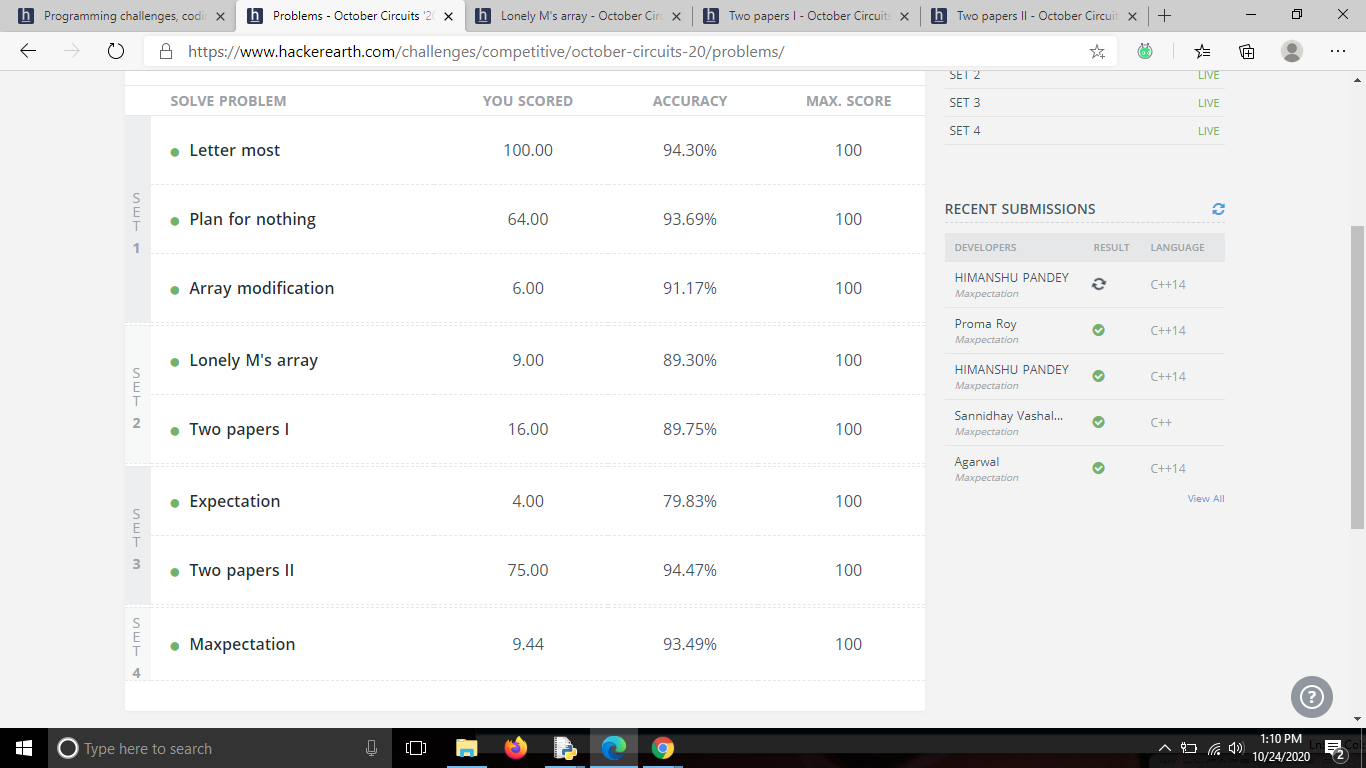 Programming challenges, codi
Problems - October Circuits '20
Lonely M's array - October Circ
Two papers I - October Circuits
Two papers II - October Circuit
https://www.hackerearth.com/challenges/competitive/october-circuits-20/problems/
SOLVE PROBLEM YOU SCORED ACCURACY MAX. SCORE
SET 1
Letter most 100.00 94.30% 100
Plan for nothing 64.00 93.69% 100
Array modification 6.00 91.17% 100
SET 2
Lonely M's array 9.00 89.30% 100
Two papers I 16.00 89.75% 100
SET 3
Expectation 4.00 79.83% 100
Two papers II 75.00 94.47% 100
SET 4
Maxpectation 9.44 93.49% 100
SET 2 LIVE
SET 3 LIVE
SET 4 LIVE
RECENT SUBMISSIONS
DEVELOPERS RESULT LANGUAGE
HIMANSHU PANDEY C++14
Maxpectation
Proma Roy C++14
Maxpectation
HIMANSHU PANDEY C++14
Maxpectation
Sannidhay Vashal... C++
Maxpectation
Agarwal C++14
Maxpectation
View All
?
Type here to search
1:10 PM
10/24/2020
2